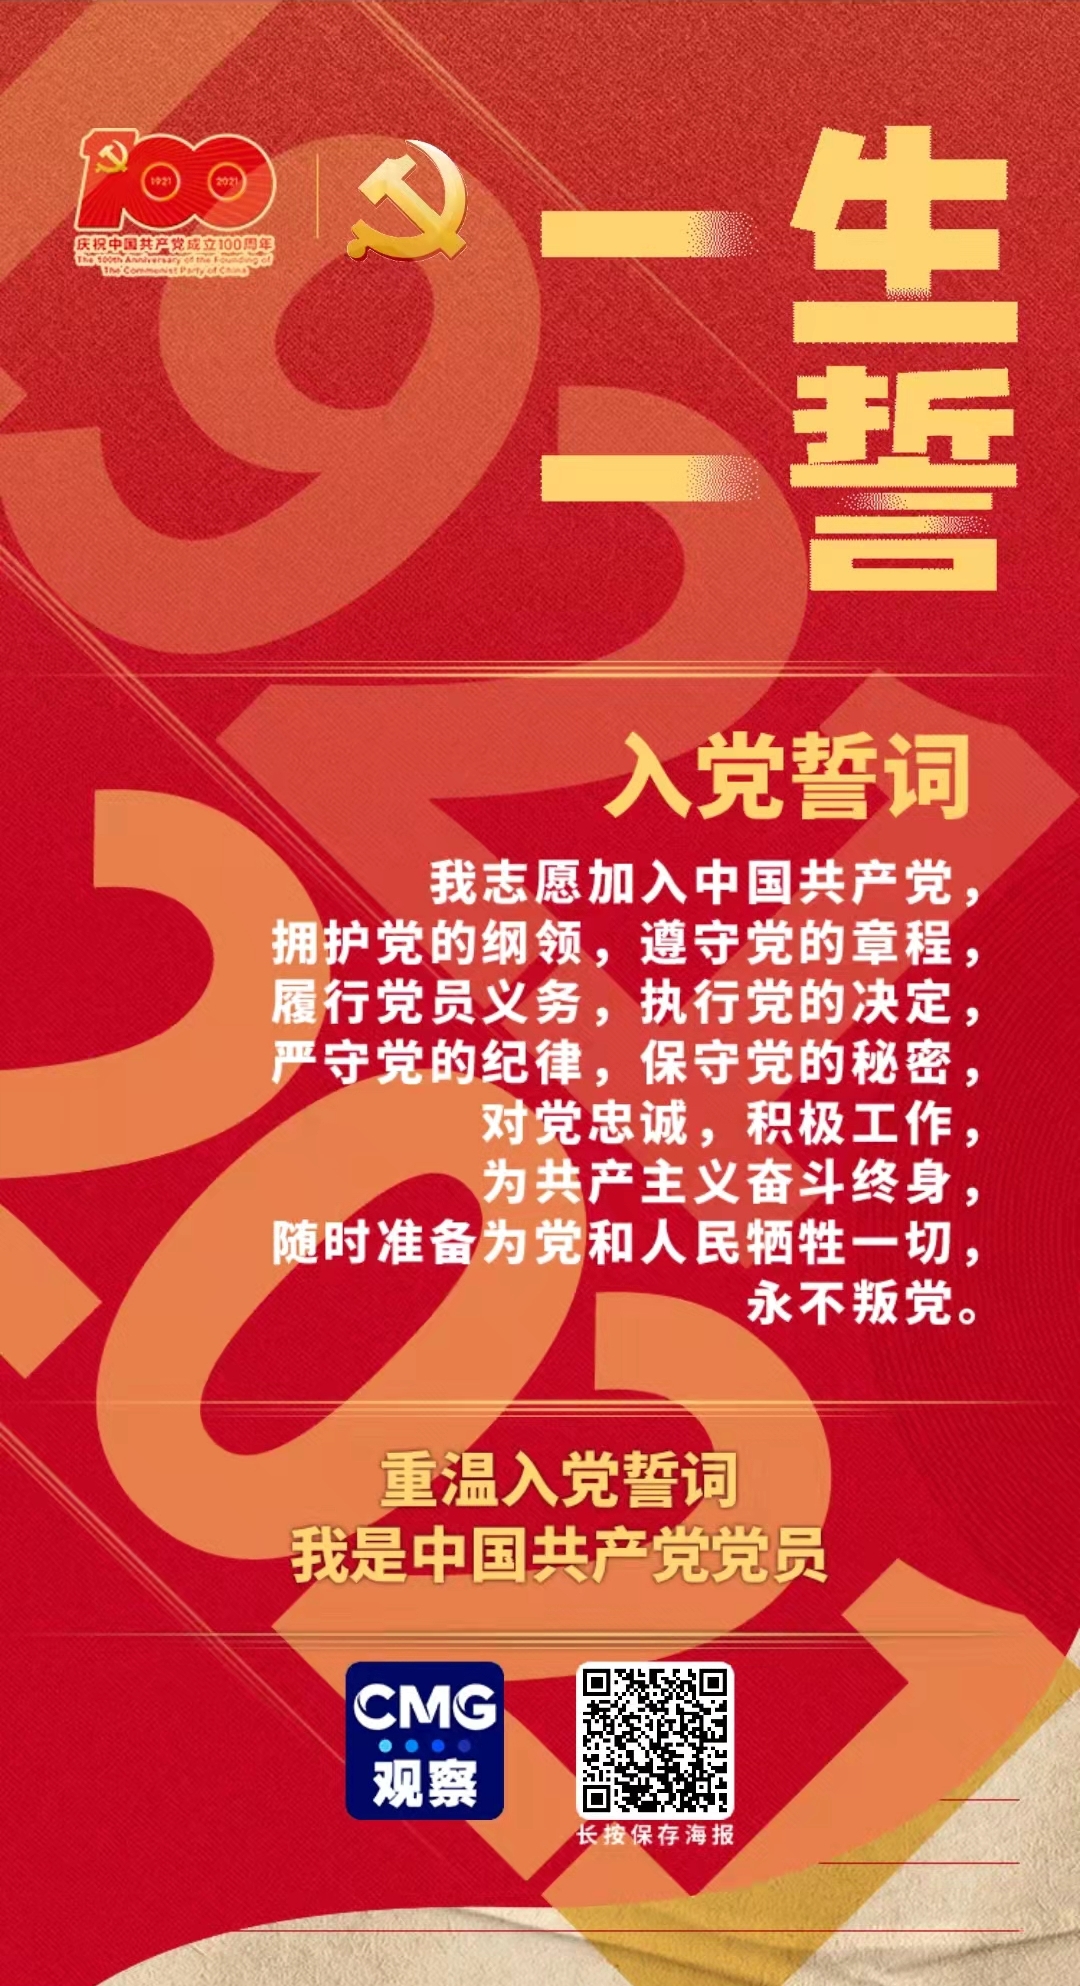 100
1921
2021
庆祝中国共产党成立100周年
The 100th Anniversary of the Founding of
The Communist Party of China
一生
一誓
1921
2021
入党誓词
我志愿加入中国共产党，
拥护党的纲领，遵守党的章程，
履行党员义务，执行党的决定，
严守党的纪律，保守党的秘密，
对党忠诚，积极工作，
为共产主义奋斗终身，
随时准备为党和人民牺牲一切，
永不叛党。
重温入党誓词
我是中国共产党党员
CMG
观察
长按保存海报